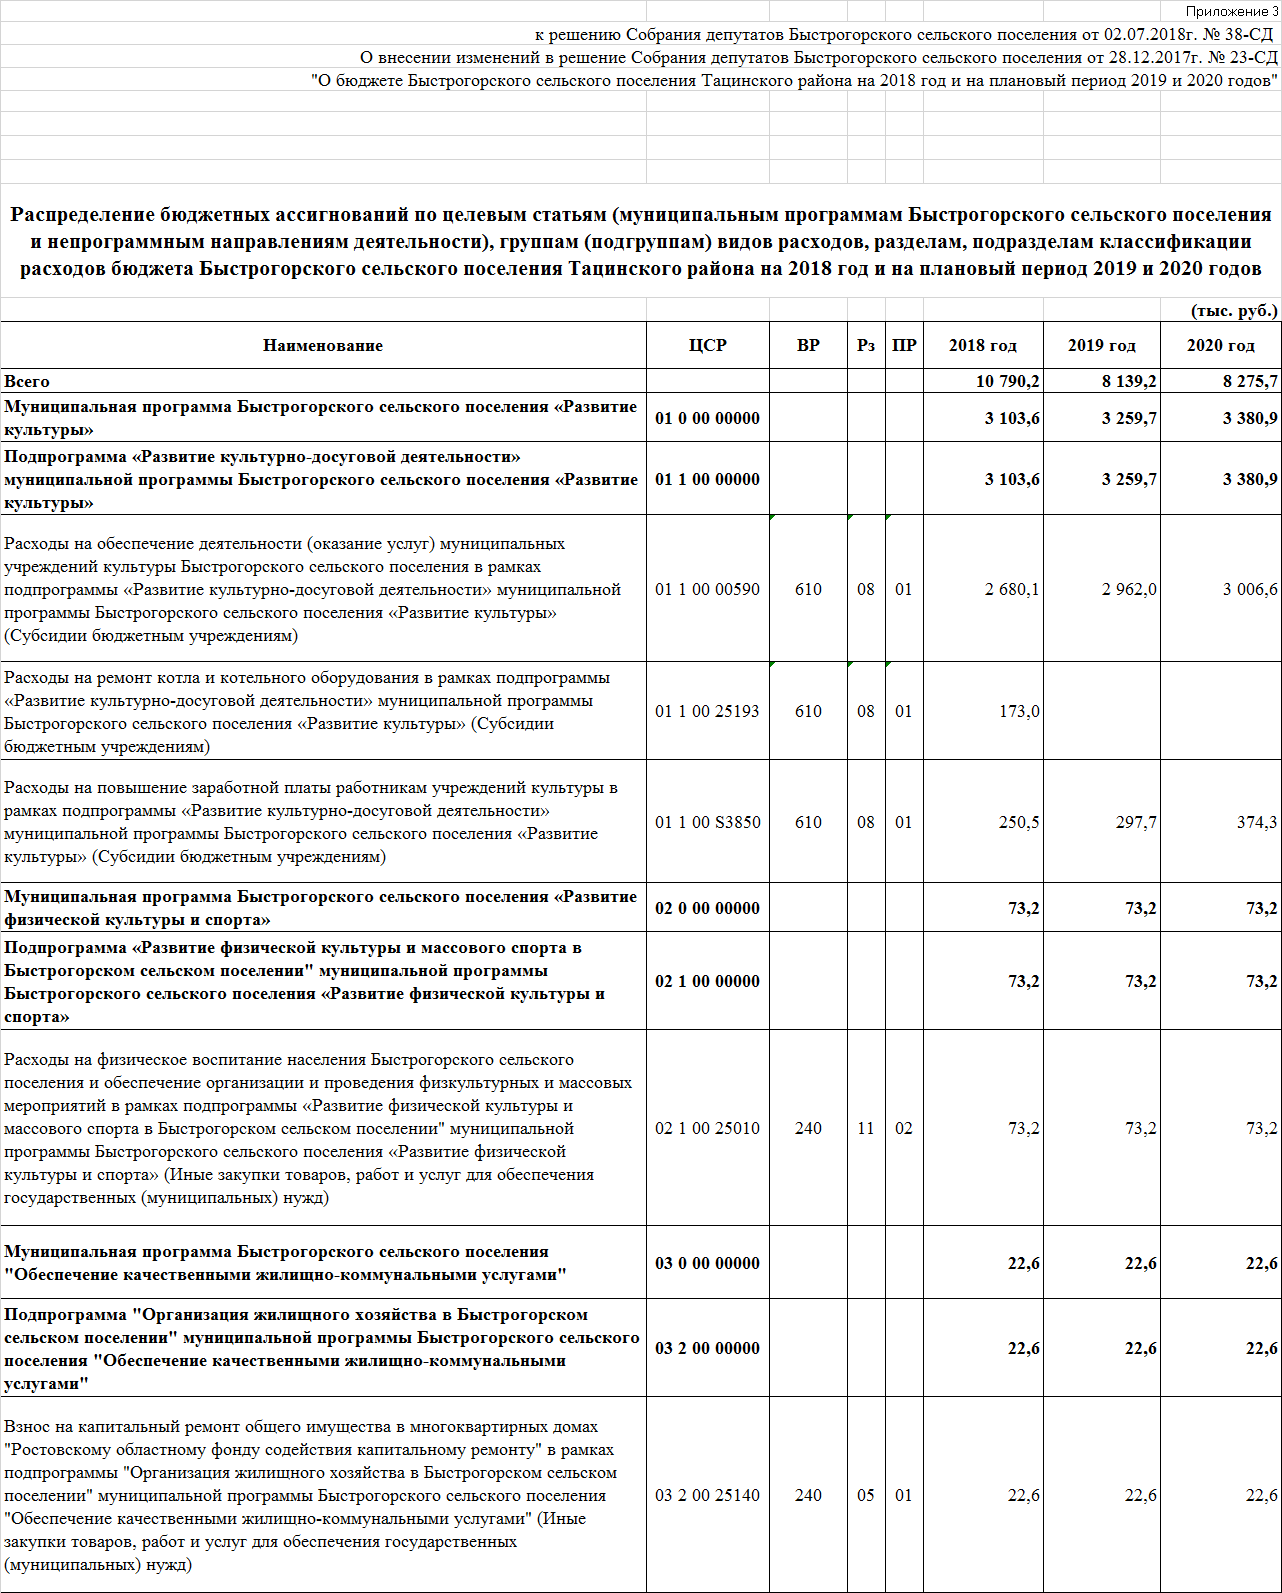 Приложение 3
к решению Собрания депутатов Быстрогорского сельского поселения от 02.07.2018г. № 38-СД
О внесении изменений в решение Собрания депутатов Быстрогорского сельского поселения от 28.12.2017г. № 23-СД
"О бюджете Быстрогорского сельского поселения Тацинского района на 2018 год и на плановый период 2019 и 2020 годов"
Распределение бюджетных ассигнований по целевым статьям (муниципальным программам Быстрогорского сельского поселения
и непрограммным направлениям деятельности), группам (подгруппам) видов расходов, разделам, подразделам классификации
расходов бюджета Быстрогорского сельского поселения Тацинского района на 2018 год и на плановый период 2019 и 2020 годов
(тыс. руб.)
Наименование ЦСР ВР Рз ПР 2018 год 2019 год 2020 год
Всего 10 790,2 8 139,2 8 275,7
Муниципальная программа Быстрогорского сельского поселения «Развитие
культуры» 01 0 00 00000 3 103,6 3 259,7 3 380,9
Подпрограмма «Развитие культурно-досуговой деятельности»
муниципальной программы Быстрогорского сельского поселения «Развитие
культуры» 01 1 00 00000 3 103,6 3 259,7 3 380,9
Расходы на обеспечение деятельности (оказание услуг) муниципальных
учреждений культуры Быстрогорского сельского поселения в рамках
подпрограммы «Развитие культурно-досуговой деятельности» муниципальной
программы Быстрогорского сельского поселения «Развитие культуры»
(Субсидии бюджетным учреждениям) 01 1 00 00590 610 08 01 2 680,1 2 962,0 3 006,6
Расходы на ремонт котла и котельного оборудования в рамках подпрограммы
«Развитие культурно-досуговой деятельности» муниципальной программы
Быстрогорского сельского поселения «Развитие культуры» (Субсидии
бюджетным учреждениям) 01 1 00 25193 610 08 01 173,0
Расходы на повышение заработной платы работникам учреждений культуры в
рамках подпрограммы «Развитие культурно-досуговой деятельности»
муниципальной программы Быстрогорского сельского поселения «Развитие
культуры» (Субсидии бюджетным учреждениям) 01 1 00 S3850 610 08 01 250,5 297,7 374,3
Муниципальная программа Быстрогорского сельского поселения «Развитие
физической культуры и спорта» 02 0 00 00000 73,2 73,2 73,2
Подпрограмма «Развитие физической культуры и массового спорта в
Быстрогорском сельском поселении" муниципальной программы
Быстрогорского сельского поселения «Развитие физической культуры и
спорта» 02 1 00 00000 73,2 73,2 73,2
Расходы на физическое воспитание населения Быстрогорского сельского
поселения и обеспечение организации и проведения физкультурных и массовых
мероприятий в рамках подпрограммы «Развитие физической культуры и
массового спорта в Быстрогорском сельском поселении" муниципальной
программы Быстрогорского сельского поселения «Развитие физической
культуры и спорта» (Иные закупки товаров, работ и услуг для обеспечения
государственных (муниципальных) нужд) 02 1 00 25010 240 11 02 73,2 73,2 73,2
Муниципальная программа Быстрогорского сельского поселения
"Обеспечение качественными жилищно-коммунальными услугами" 03 0 00 00000 22,6 22,6 22,6
Подпрограмма "Организация жилищного хозяйства в Быстрогорском
сельском поселении" муниципальной программы Быстрогорского сельского
поселения "Обеспечение качественными жилищно-коммунальными
услугами" 03 2 00 00000 22,6 22,6 22,6
Взнос на капитальный ремонт общего имущества в многоквартирных домах
"Ростовскому областному фонду содействия капитальному ремонту" в рамках
подпрограммы "Организация жилищного хозяйства в Быстрогорском сельском
поселении" муниципальной программы Быстрогорского сельского поселения
"Обеспечение качественными жилищно-коммунальными услугами" (Иные
закупки товаров, работ и услуг для обеспечения государственных
(муниципальных) нужд) 03 2 00 25140 240 05 01 22,6 22,6 22,6